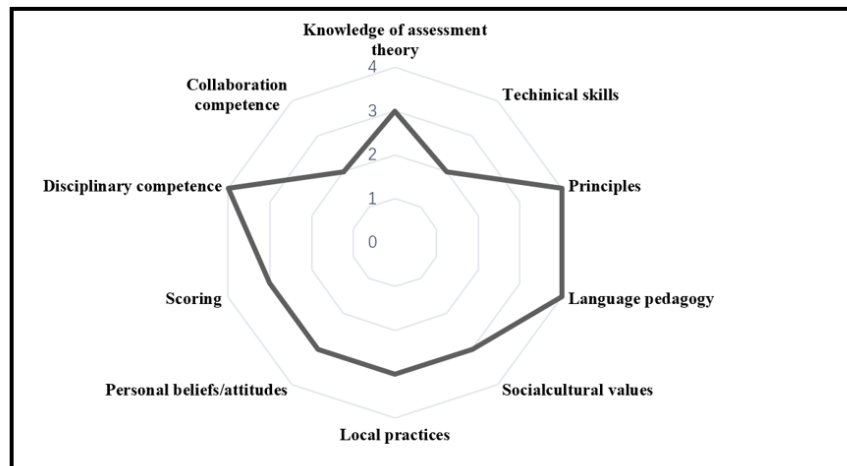 Knowledge of assessment
theory
4
Collaboration
competence
Techinical skills
3
2
Disciplinary competence
Principles
1
0
Scoring
Language pedagogy
Personal beliefs/attitudes
Socialcultural values
Local practices